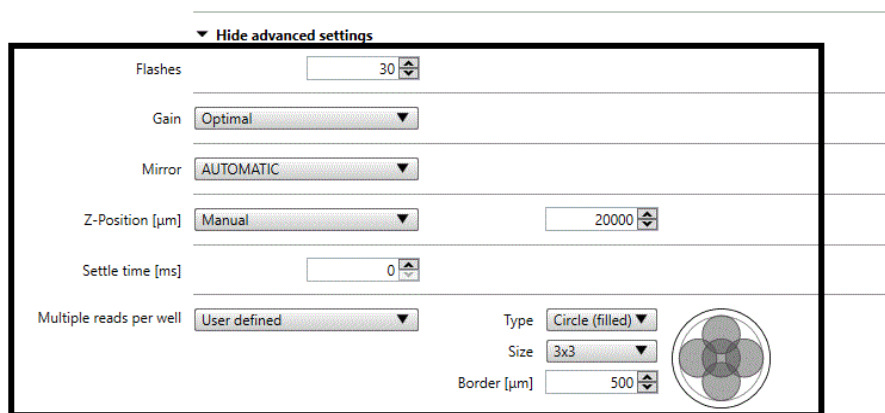 Hide advanced settings
Flashes 30
Gain Optimal
Mirror AUTOMATIC
Z-Position [µm] Manual 20000
Settle time [ms] 0
Multiple reads per well User defined Type Circle (filled)
Size 3x3
Border [µm] 500